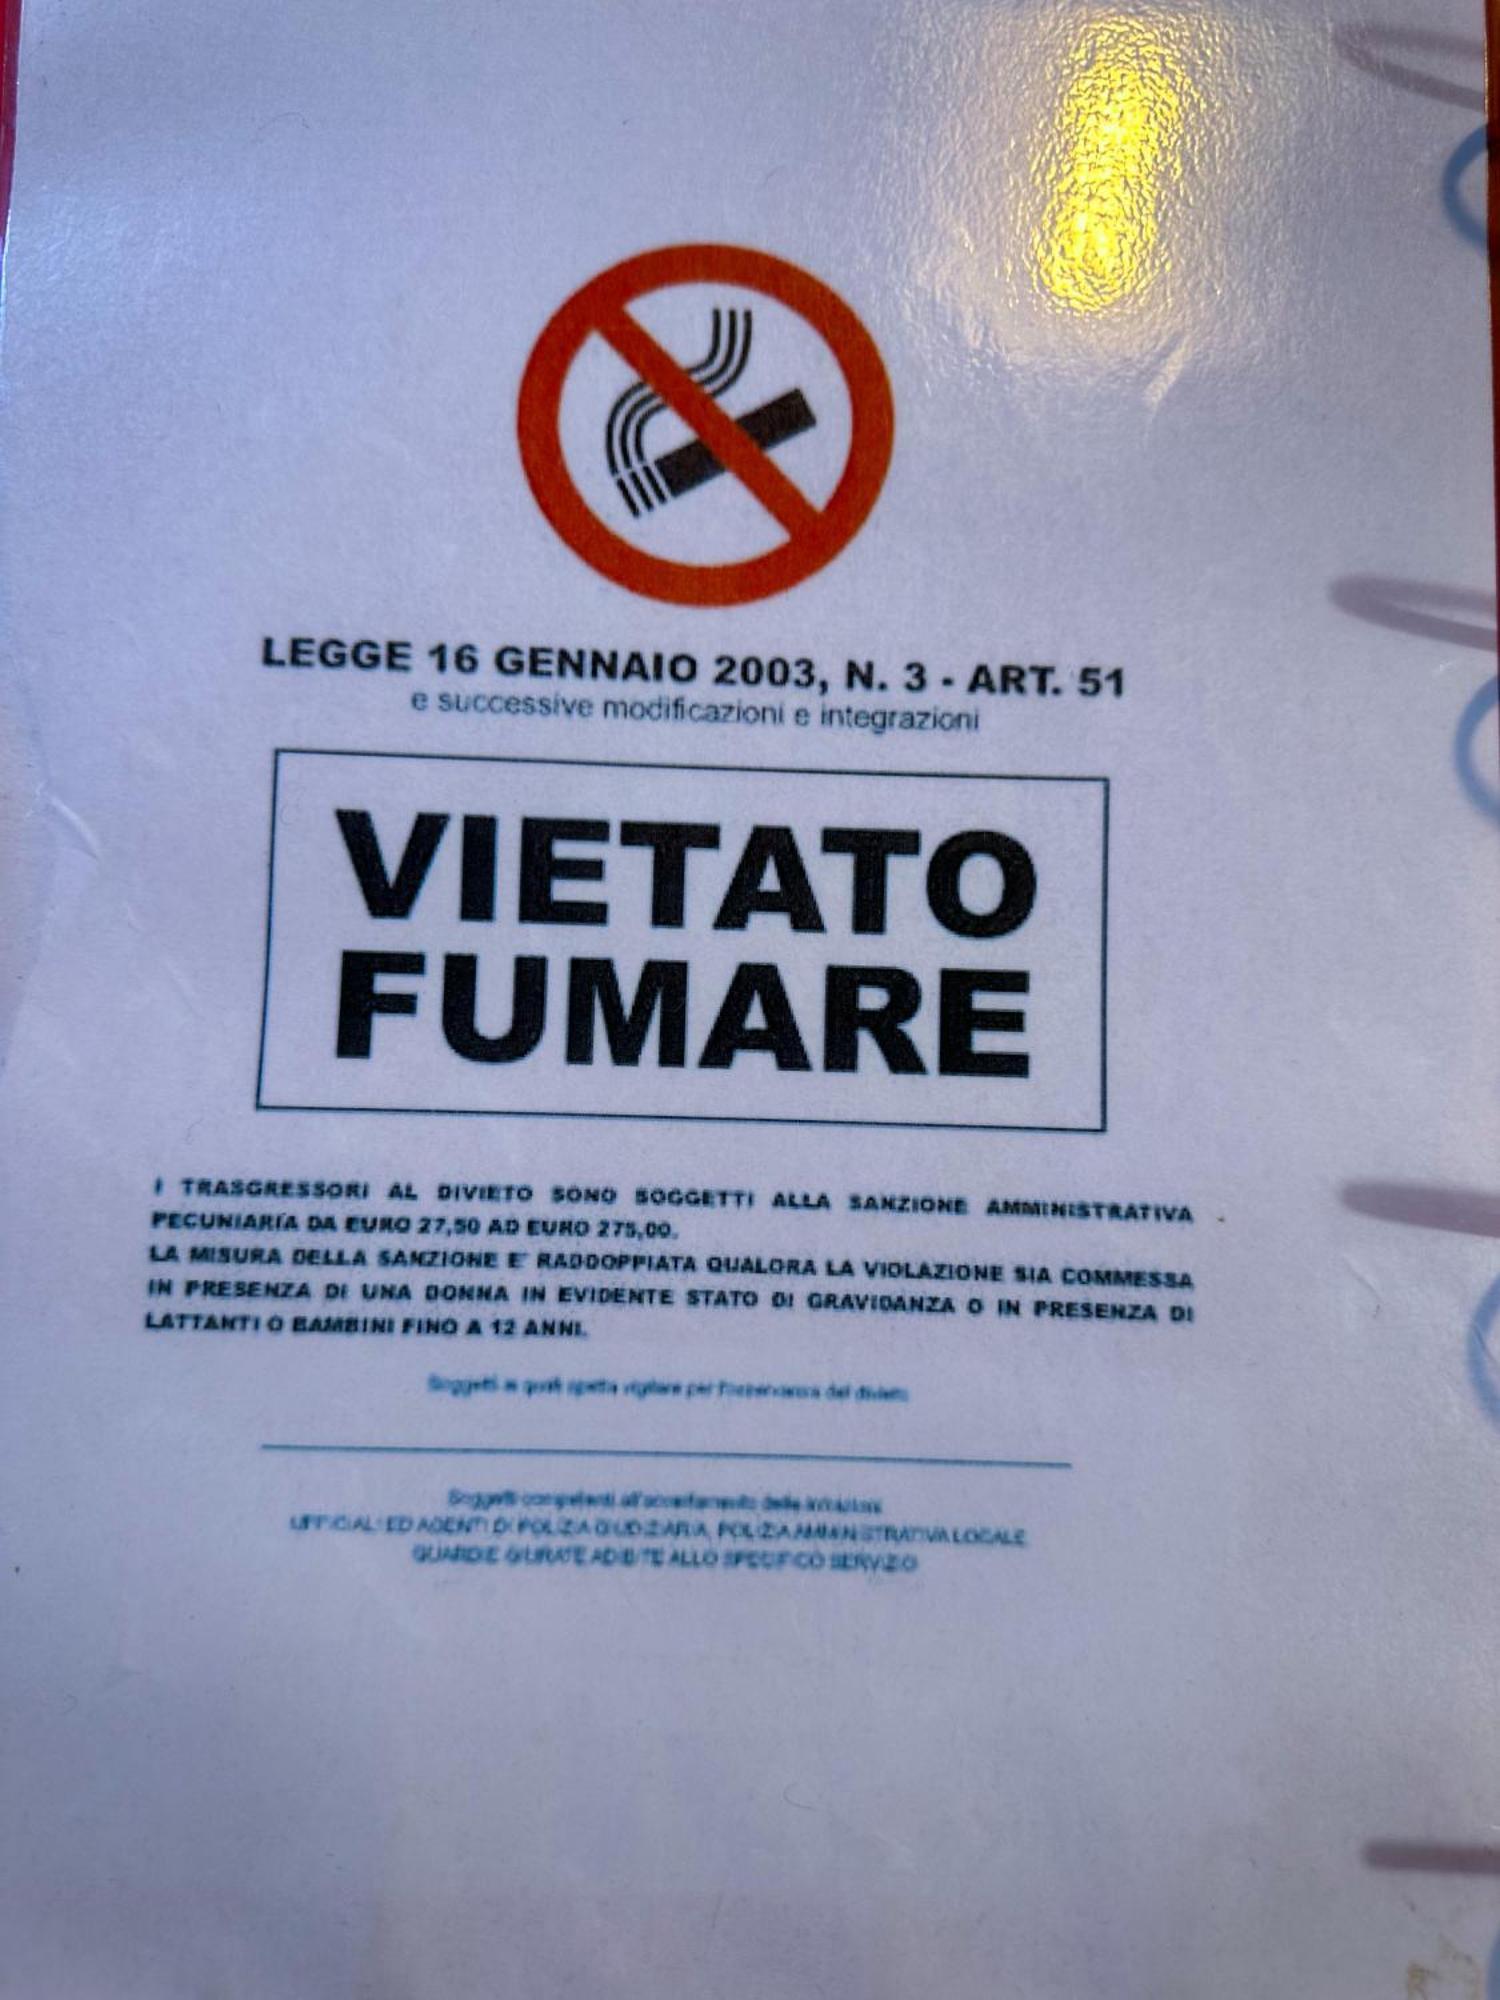 LEGGE 16 GENNAIO 2003, N. 3 - ART. 51
e successive modificazioni e integrazioni
VIETATO
FUMARE
I TRASGRESSORI AL DIVIETO SONO SOGGETTI ALLA SANZIONE AMMINISTRATIVA
PECUNIARIA DA EURO 27,50 AD EURO 275,00.
LA MISURA DELLA SANZIONE E' RADDOPPIATA QUALORA LA VIOLAZIONE SIA COMMESSA
IN PRESENZA DI UNA DONNA IN EVIDENTE STATO DI GRAVIDANZA O IN PRESENZA DI
LATTANTI O BAMBINI FINO A 12 ANNI.
Soggetti a quali spetta vigilare per l'osservanza del divieto
Soggetti competenti all'accertamento delle infrazioni
UFFICIALI ED AGENTI DI POLIZIA GIUDIZIARIA, POLIZIA AMMINISTRATIVA LOCALE
GUARDIE GIURATE ADIBITE ALLO SPECIFICO SERVIZIO